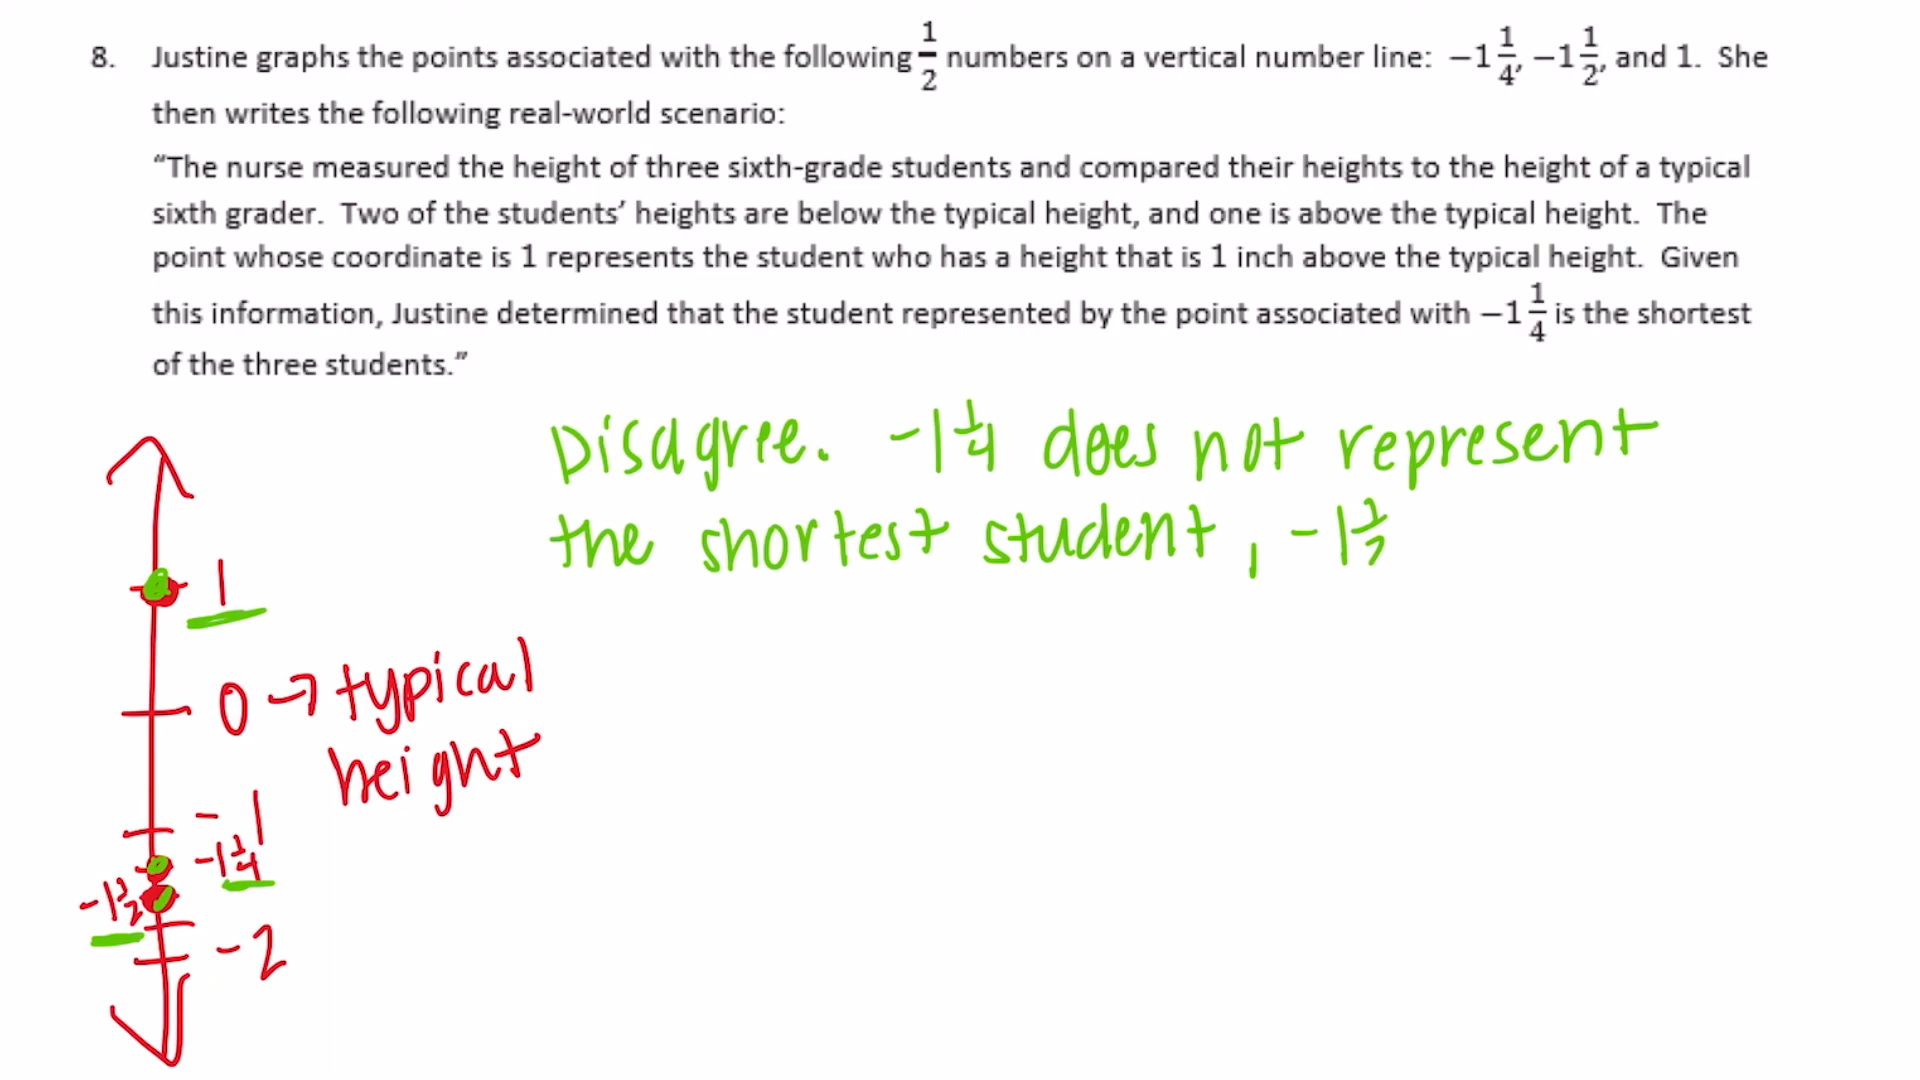 8. Justine graphs the points associated with the following 1/2 numbers on a vertical number line: −1 1/4, −1 1/2, and 1. She
then writes the following real-world scenario:
“The nurse measured the height of three sixth-grade students and compared their heights to the height of a typical
sixth grader. Two of the students’ heights are below the typical height, and one is above the typical height. The
point whose coordinate is 1 represents the student who has a height that is 1 inch above the typical height. Given
this information, Justine determined that the student represented by the point associated with −1 1/4 is the shortest
of the three students.”
Disagree. -1 1/4 does not represent
the shortest student, -1 1/2
1
0 → typical
height
-1
-1 1/4
-1 1/2
-2